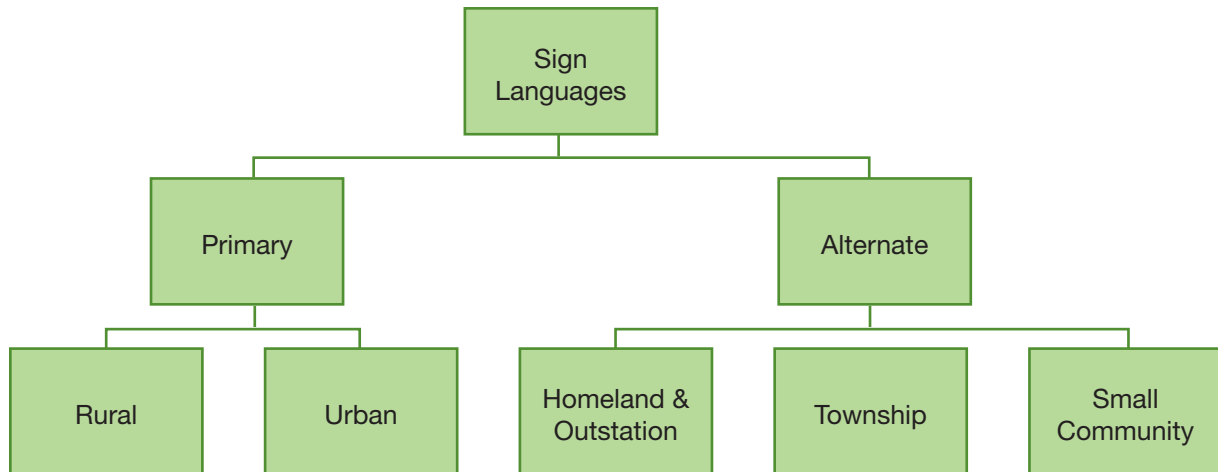 Sign
Languages
Primary
Alternate
Rural
Urban
Homeland &
Outstation
Township
Small
Community